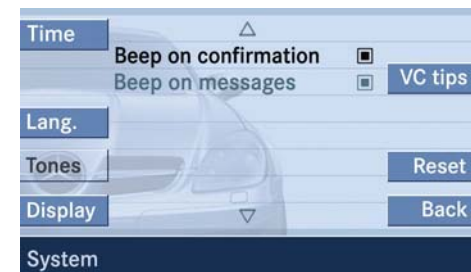 Time
Beep on confirmation
Beep on messages
VC tips
Lang.
Tones
Reset
Display
Back
System